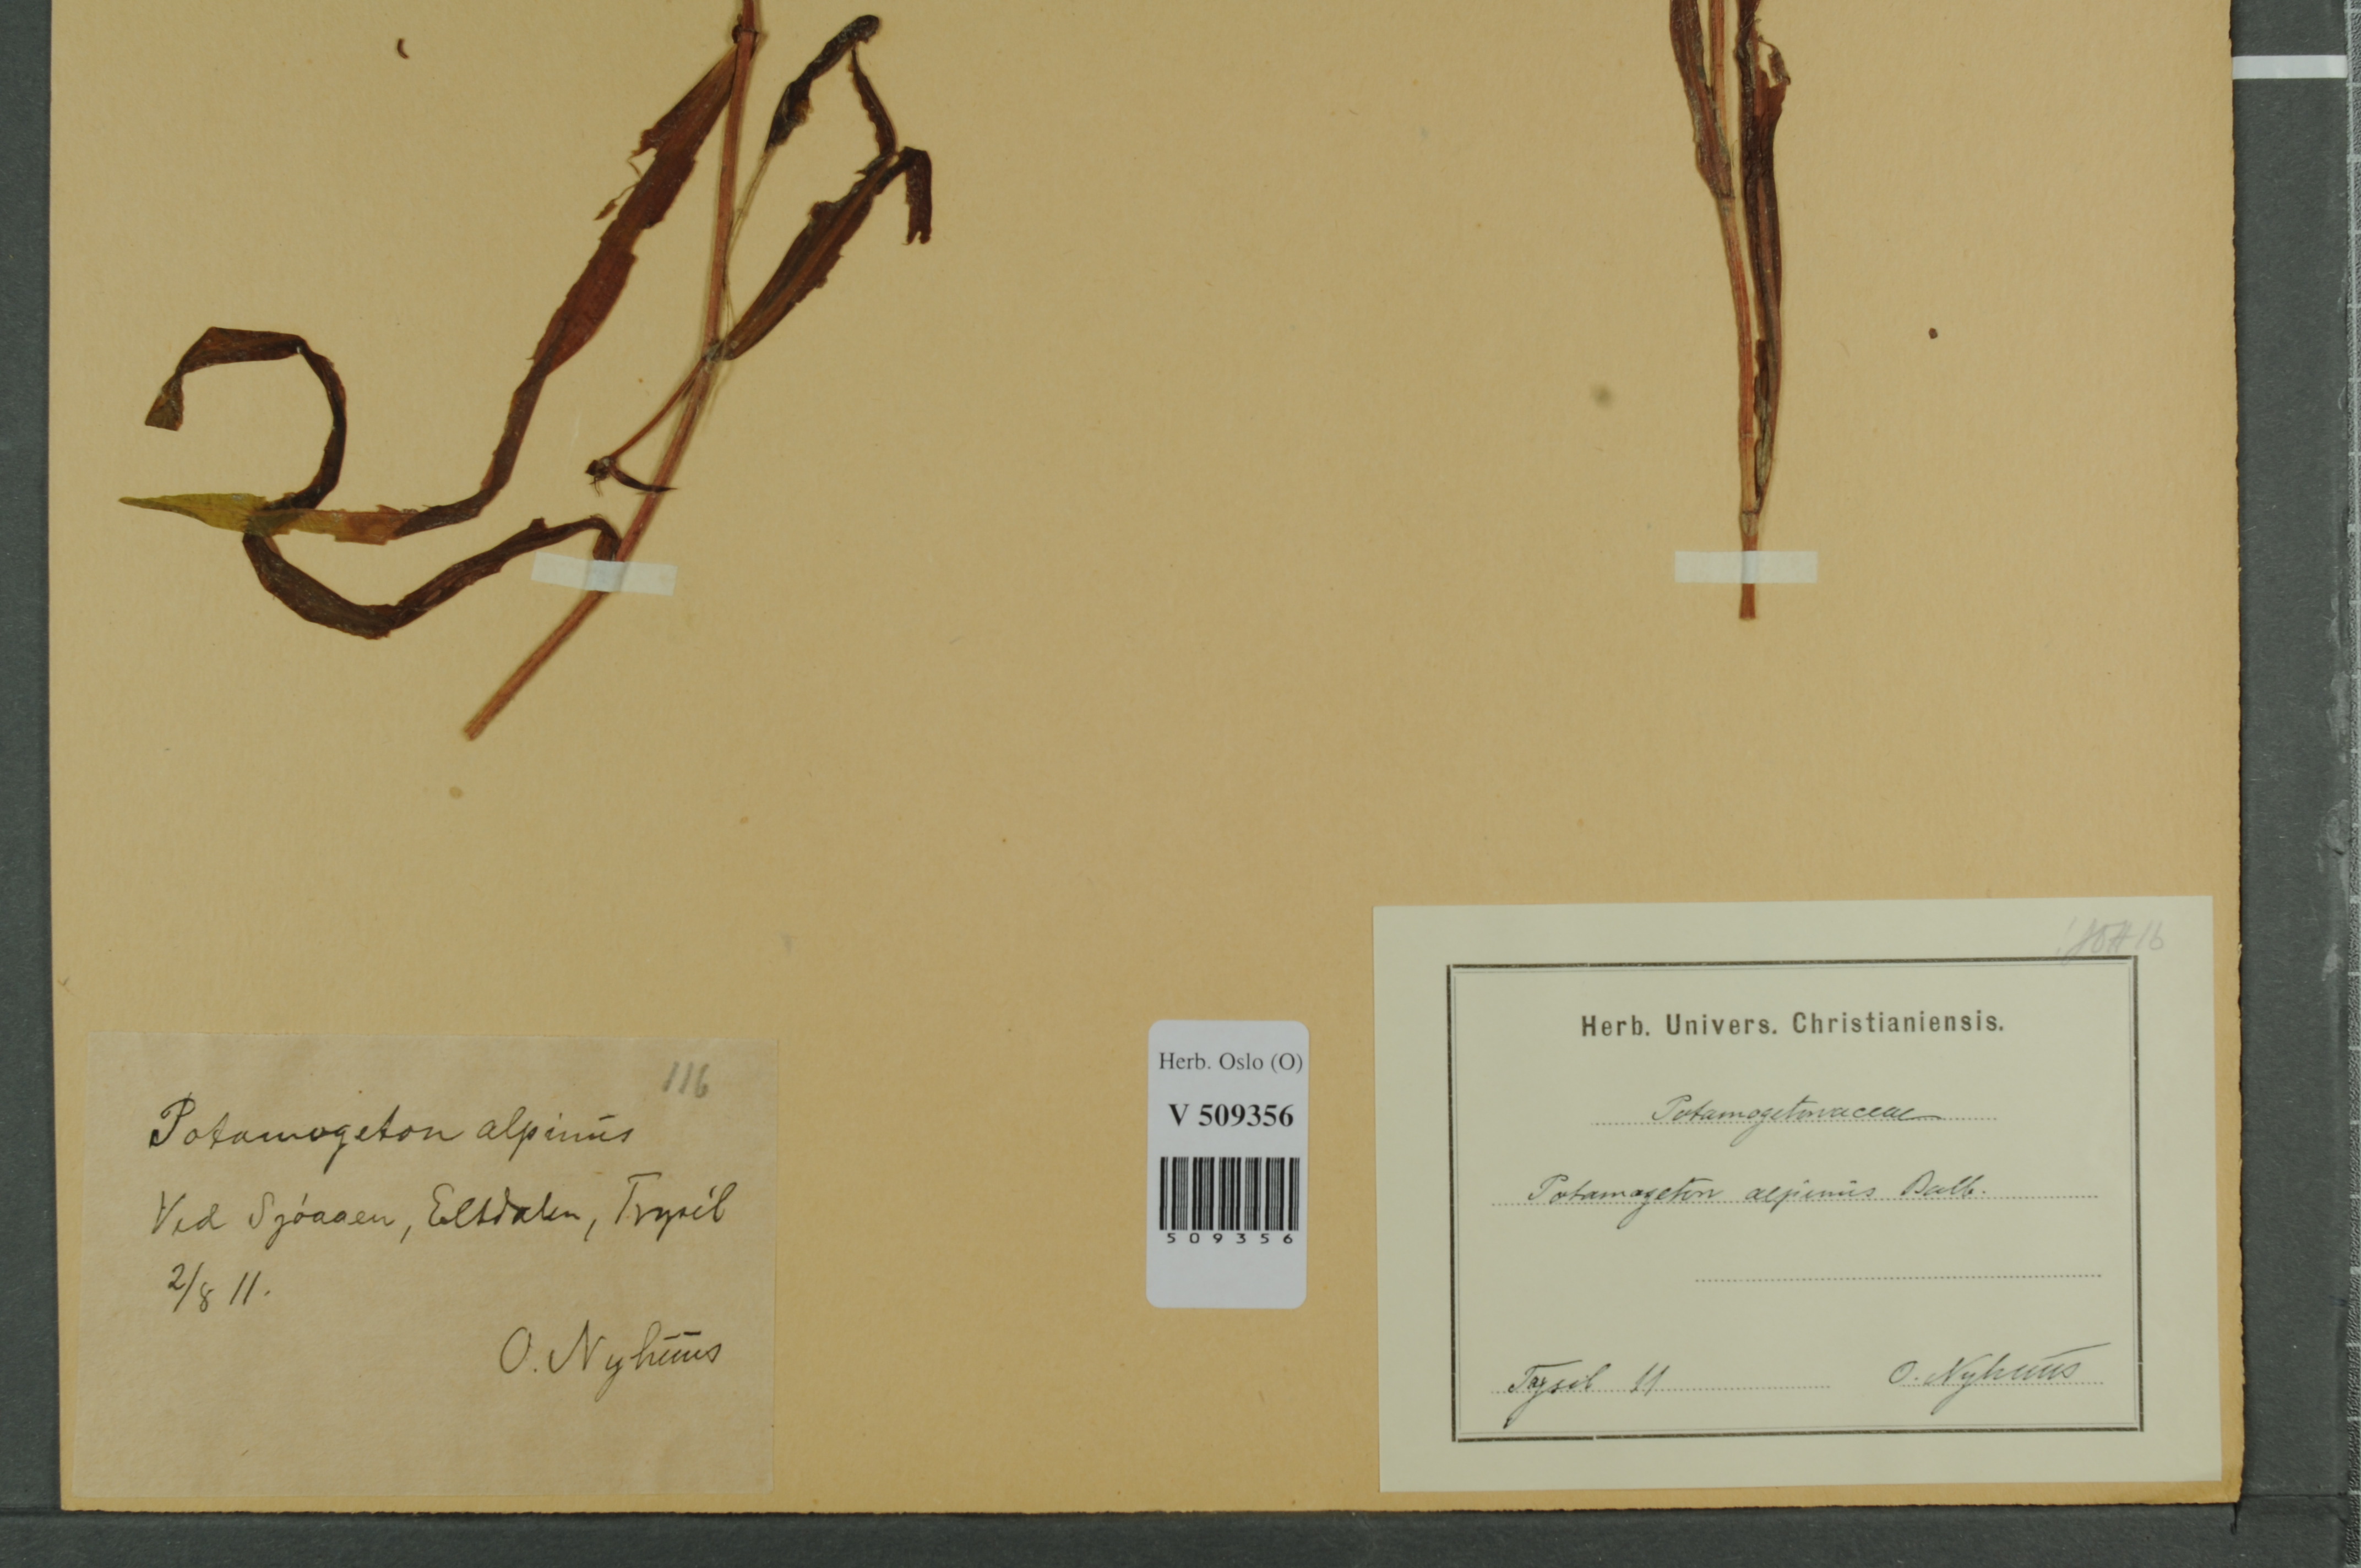 116
Potamogeton alpinus
Ved Sjöaaen, Eltdalen, Trysil
2/8 11.
O. Nyhuus
Herb. Oslo (O)
V 509356
509356
Herb. Univers. Christianiensis.
Potamogetonaceae
Potamogeton alpinus Balb.
Trysil 11
O. Nyhuus